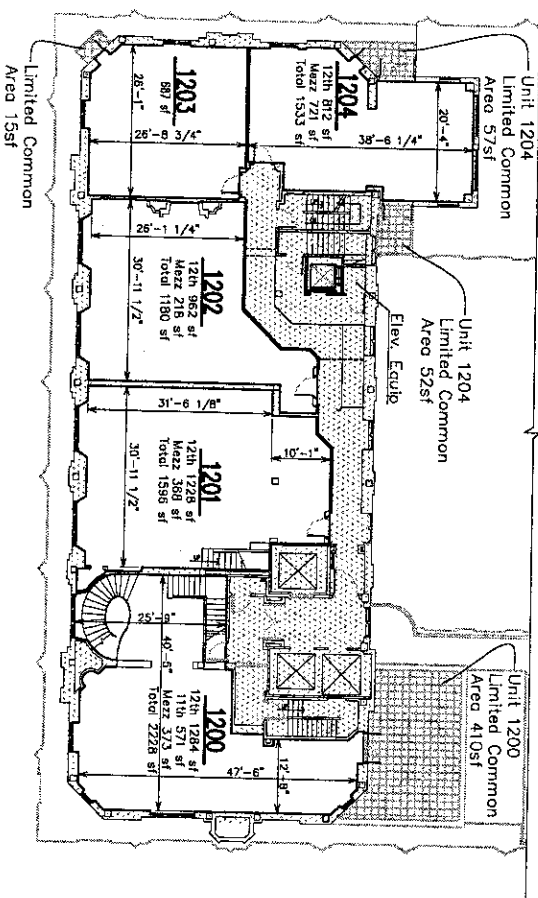 Unit 1204
Limited Common
Area 57sf
Unit 1204
Limited Common
Area 52sf
Elev. Equip
Unit 1200
Limited Common
Area 410sf
Limited Common
Area 15sf
1204
12th 812 sf
Mezz 721 sf
Total 1533 sf
20'-4"
38'-6 1/4"
1203
687 sf
26'-1"
26'-8 3/4"
1202
12th 962 sf
Mezz 218 sf
Total 1180 sf
26'-1 1/4"
30'-11 1/2"
1201
12th 1228 sf
Mezz 368 sf
Total 1596 sf
31'-6 1/8"
10'-1"
30'-11 1/2"
1200
12th 1284 sf
11th 571 sf
Mezz 373 sf
Total 2228 sf
25'-9"
40'-6"
47'-6"
12'-8"